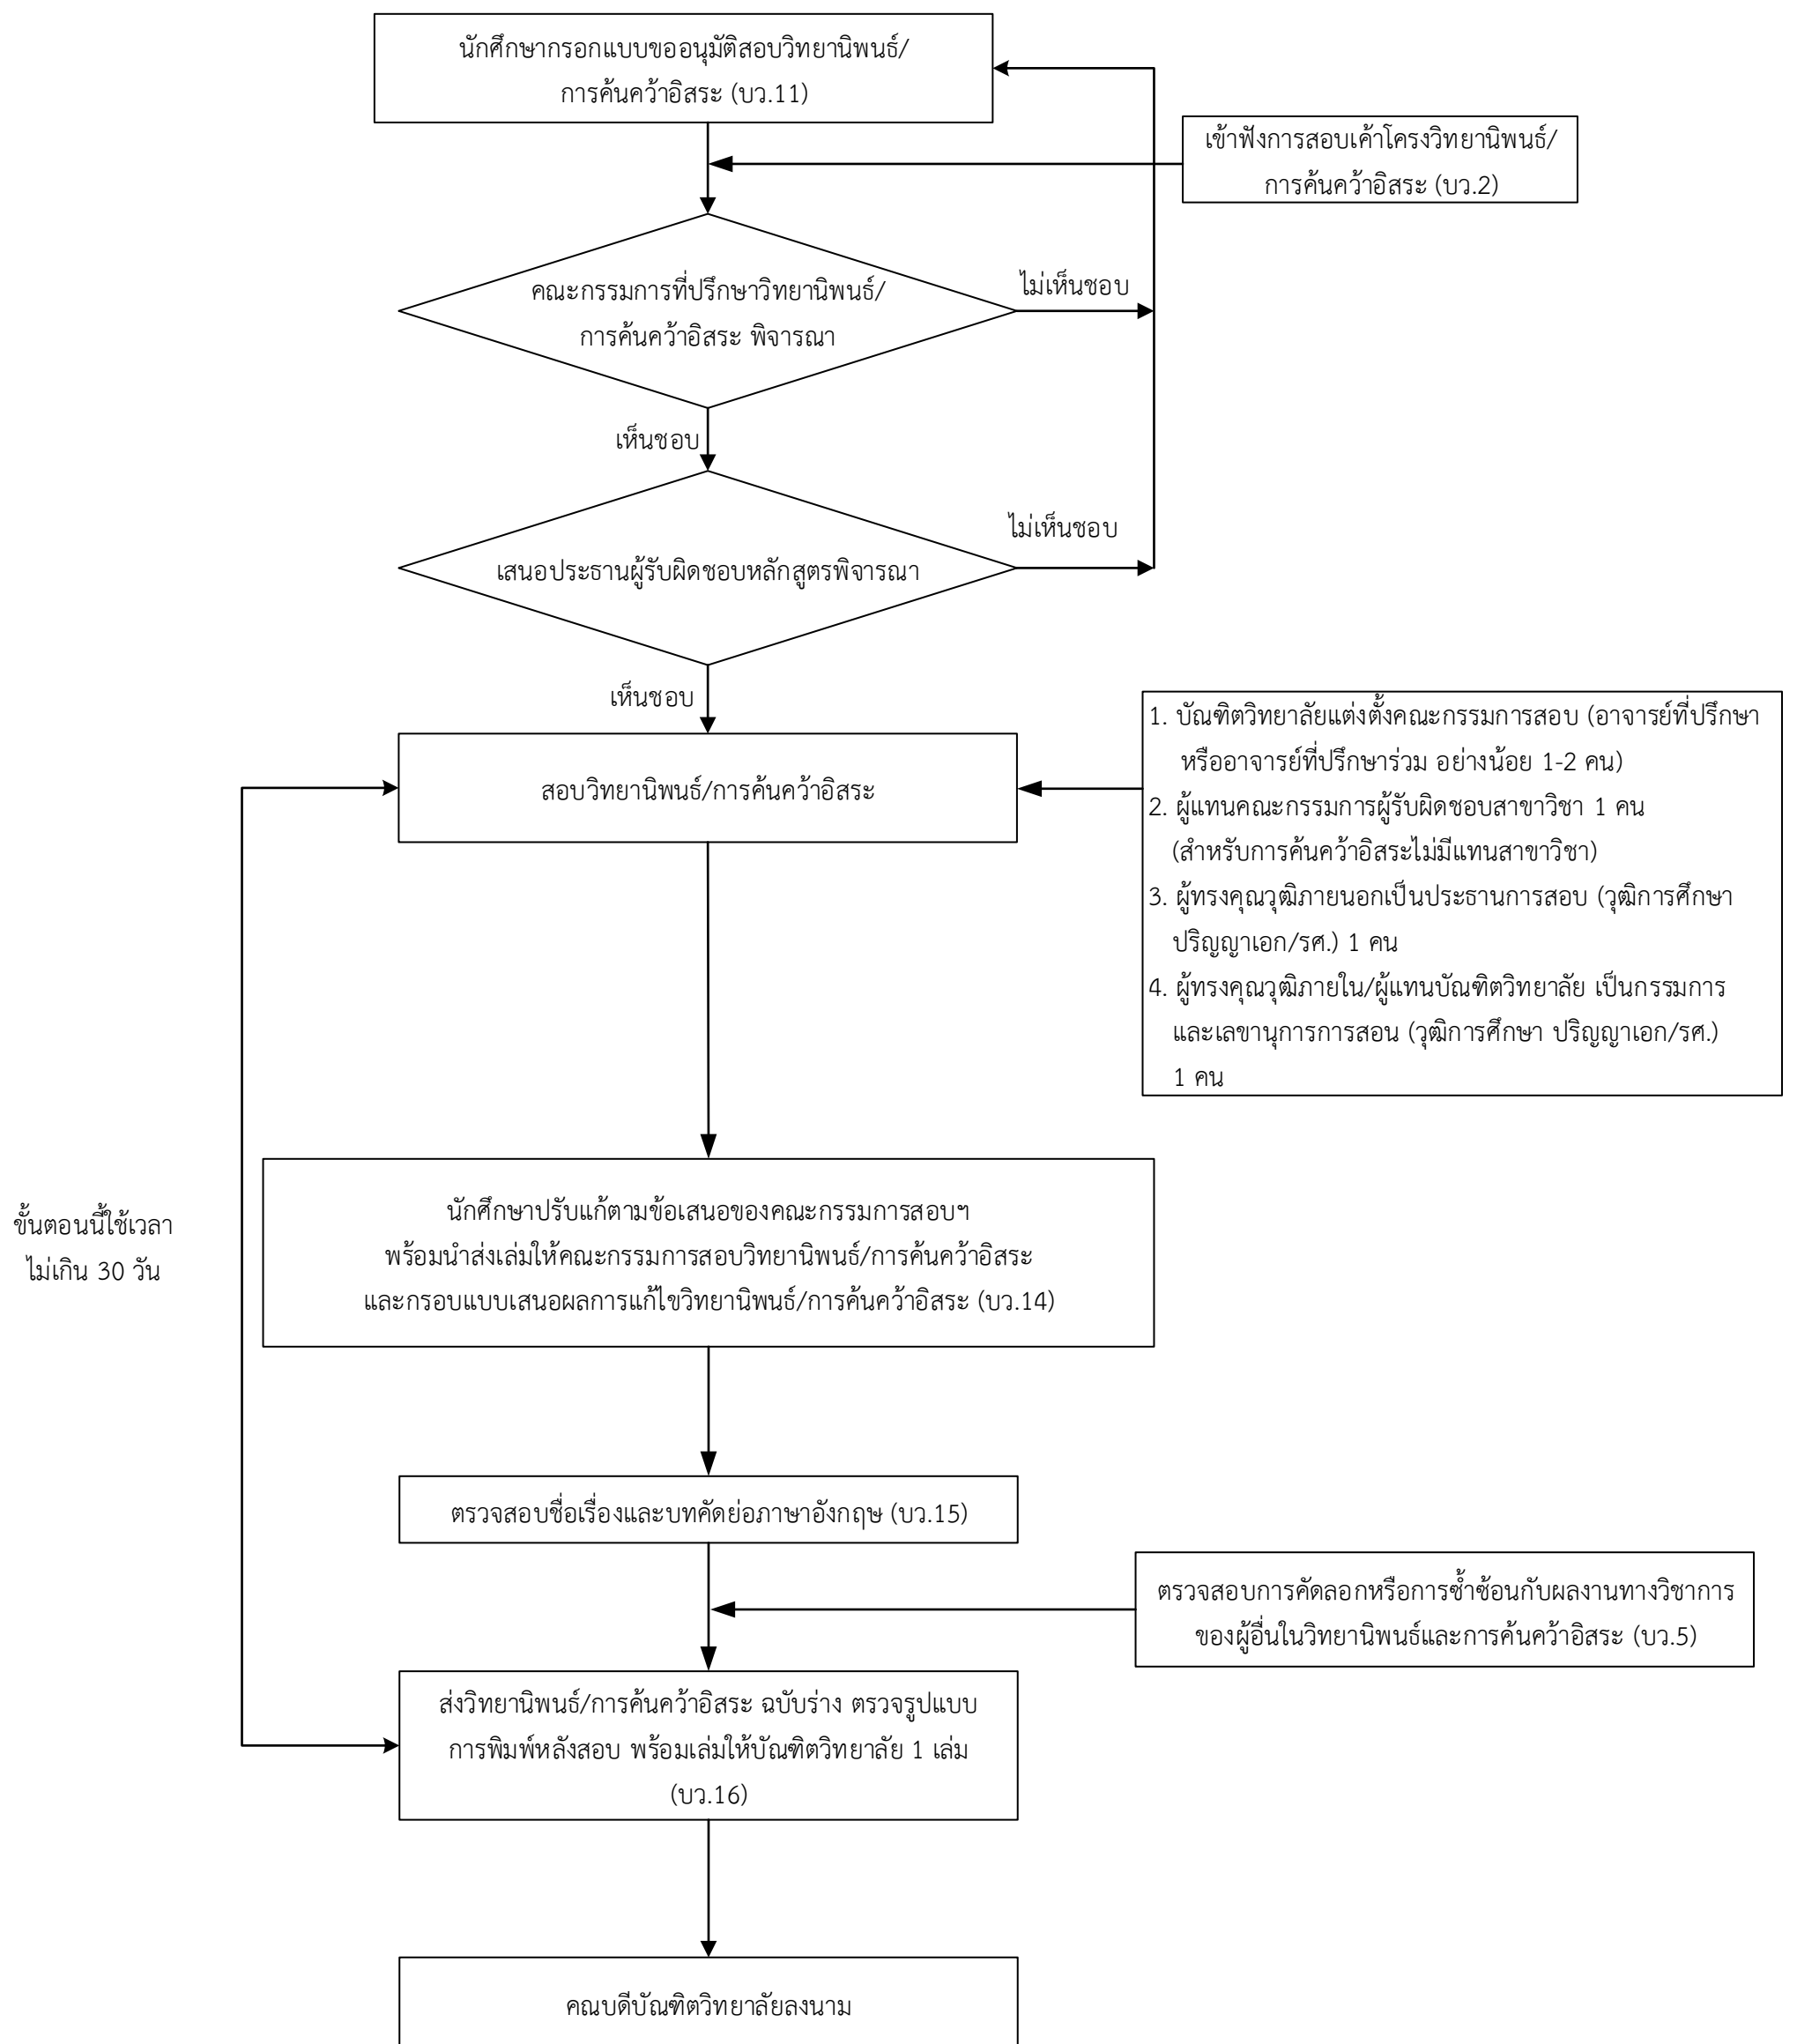 นักศึกษากรอกแบบขออนุมัติสอบวิทยานิพนธ์/
การค้นคว้าอิสระ (บว.11)
เข้าฟังการสอบเค้าโครงวิทยานิพนธ์/
การค้นคว้าอิสระ (บว.2)
คณะกรรมการที่ปรึกษาวิทยานิพนธ์/
การค้นคว้าอิสระ พิจารณา
ไม่เห็นชอบ
เห็นชอบ
เสนอประธานผู้รับผิดชอบหลักสูตรพิจารณา
ไม่เห็นชอบ
เห็นชอบ
สอบวิทยานิพนธ์/การค้นคว้าอิสระ
1. บัณฑิตวิทยาลัยแต่งตั้งคณะกรรมการสอบ (อาจารย์ที่ปรึกษา
หรืออาจารย์ที่ปรึกษาร่วม อย่างน้อย 1-2 คน)
2. ผู้แทนคณะกรรมการผู้รับผิดชอบสาขาวิชา 1 คน
(สำหรับการค้นคว้าอิสระไม่มีแทนสาขาวิชา)
3. ผู้ทรงคุณวุฒิภายนอกเป็นประธานการสอบ (วุฒิการศึกษา
ปริญญาเอก/รศ.) 1 คน
4. ผู้ทรงคุณวุฒิภายใน/ผู้แทนบัณฑิตวิทยาลัย เป็นกรรมการ
และเลขานุการการสอน (วุฒิการศึกษา ปริญญาเอก/รศ.)
1 คน
ขั้นตอนนี้ใช้เวลา
ไม่เกิน 30 วัน
นักศึกษาปรับแก้ตามข้อเสนอของคณะกรรมการสอบฯ
พร้อมนำส่งเล่มให้คณะกรรมการสอบวิทยานิพนธ์/การค้นคว้าอิสระ
และกรอบแบบเสนอผลการแก้ไขวิทยานิพนธ์/การค้นคว้าอิสระ (บว.14)
ตรวจสอบชื่อเรื่องและบทคัดย่อภาษาอังกฤษ (บว.15)
ตรวจสอบการคัดลอกหรือการซ้ำซ้อนกับผลงานทางวิชาการ
ของผู้อื่นในวิทยานิพนธ์และการค้นคว้าอิสระ (บว.5)
ส่งวิทยานิพนธ์/การค้นคว้าอิสระ ฉบับร่าง ตรวจรูปแบบ
การพิมพ์หลังสอบ พร้อมเล่มให้บัณฑิตวิทยาลัย 1 เล่ม
(บว.16)
คณบดีบัณฑิตวิทยาลัยลงนาม